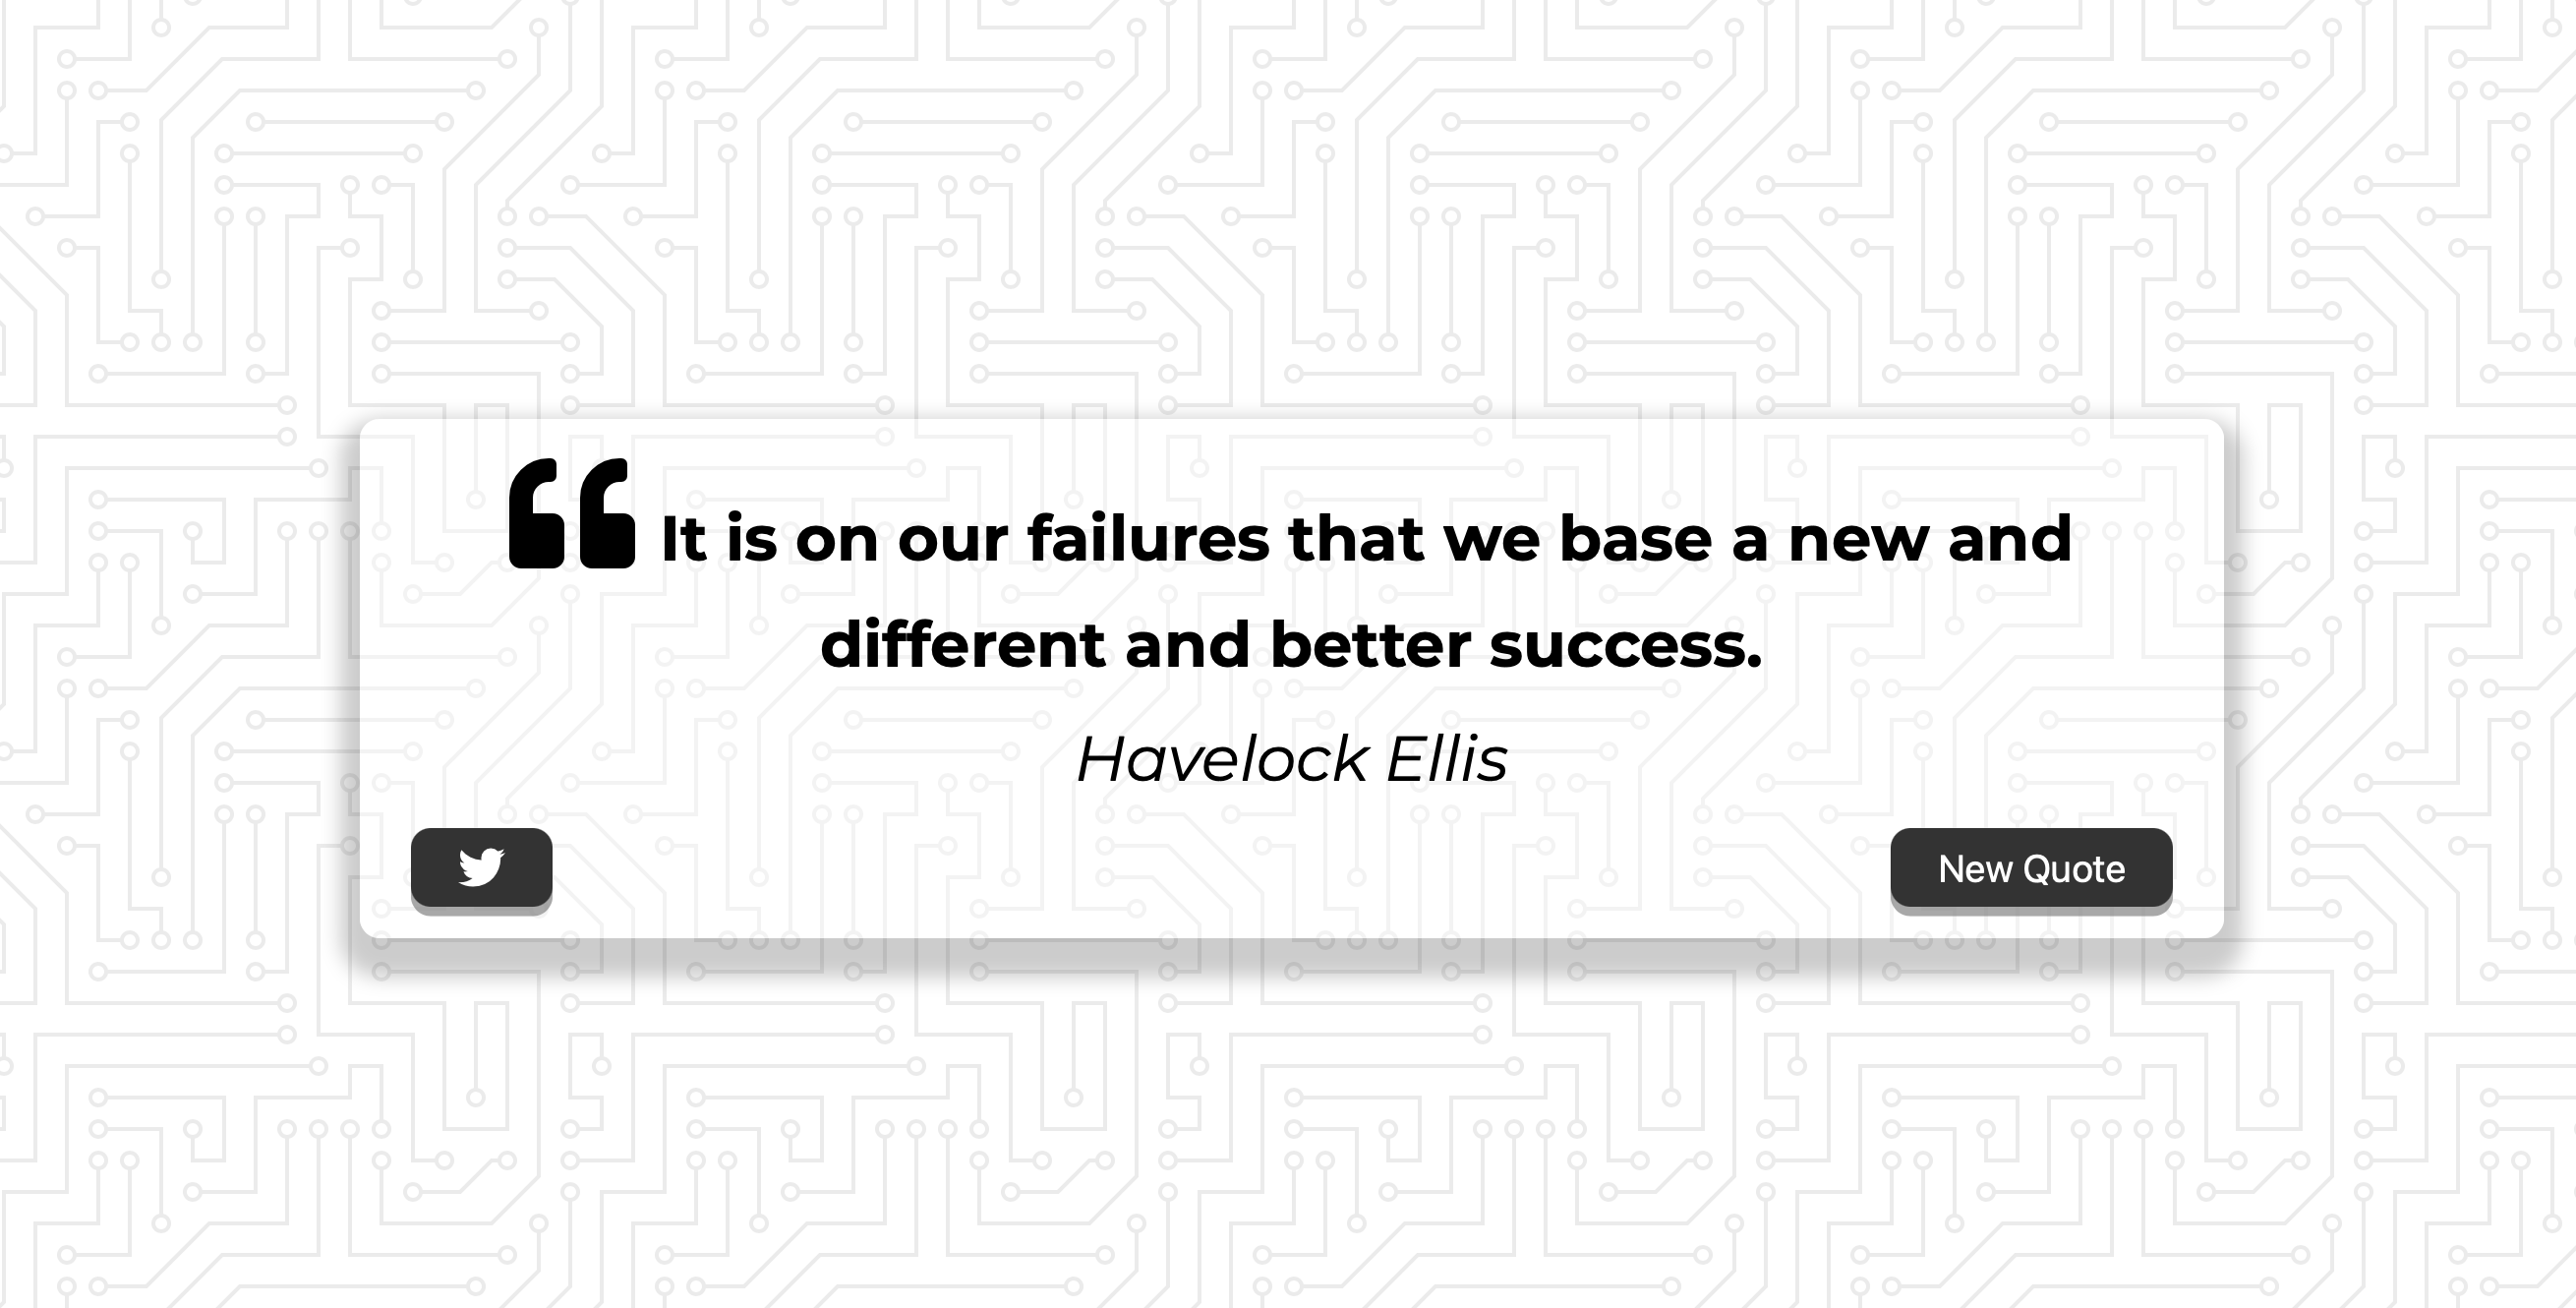 It is on our failures that we base a new and
different and better success.
Havelock Ellis
New Quote